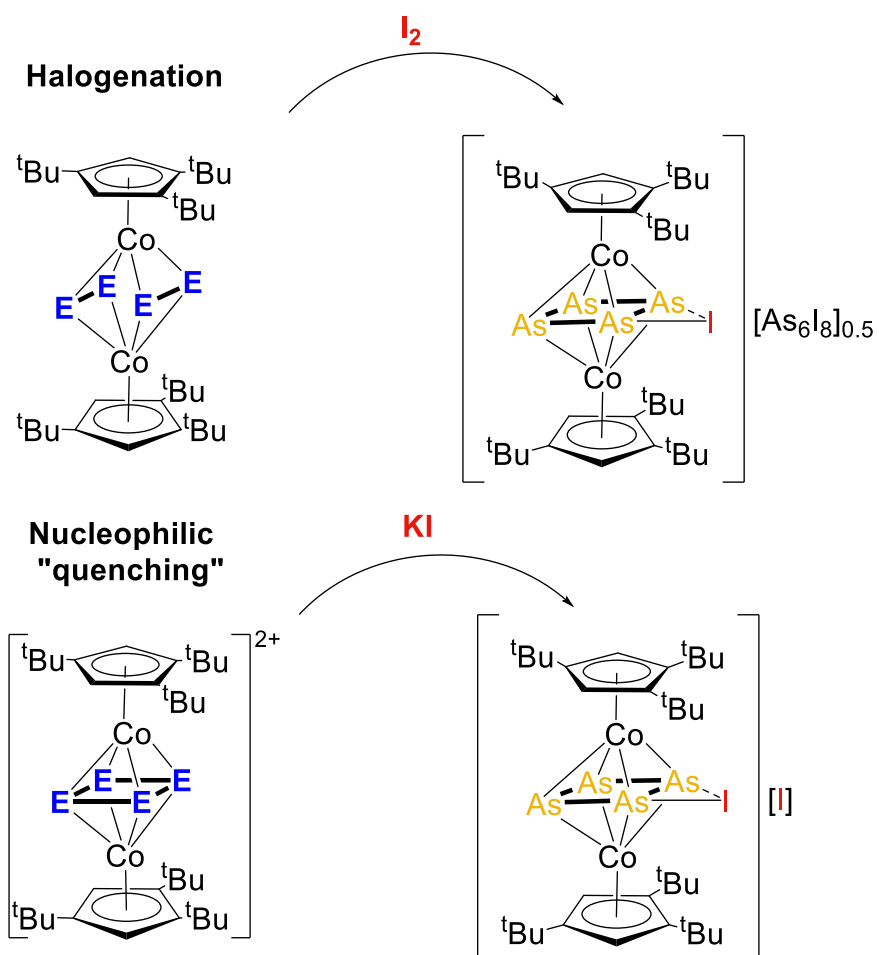 I₂
Halogenation
ᵗBu ᵗBu ᵗBu
Co
E E E E
Co
ᵗBu ᵗBu ᵗBu
ᵗBu ᵗBu ᵗBu
Co
As As As As I
Co
ᵗBu ᵗBu ᵗBu
[As₆I₈]₀.₅
KI
Nucleophilic
"quenching"
2+
ᵗBu ᵗBu ᵗBu
Co
E E E E
Co
ᵗBu ᵗBu ᵗBu
ᵗBu ᵗBu ᵗBu
Co
As As As As I
Co
ᵗBu ᵗBu ᵗBu
[I]